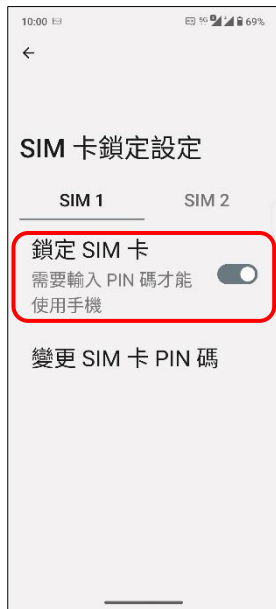 10:00 5G 69%
SIM 卡鎖定設定
SIM 1 SIM 2
鎖定 SIM 卡
需要輸入 PIN 碼才能
使用手機
變更 SIM 卡 PIN 碼